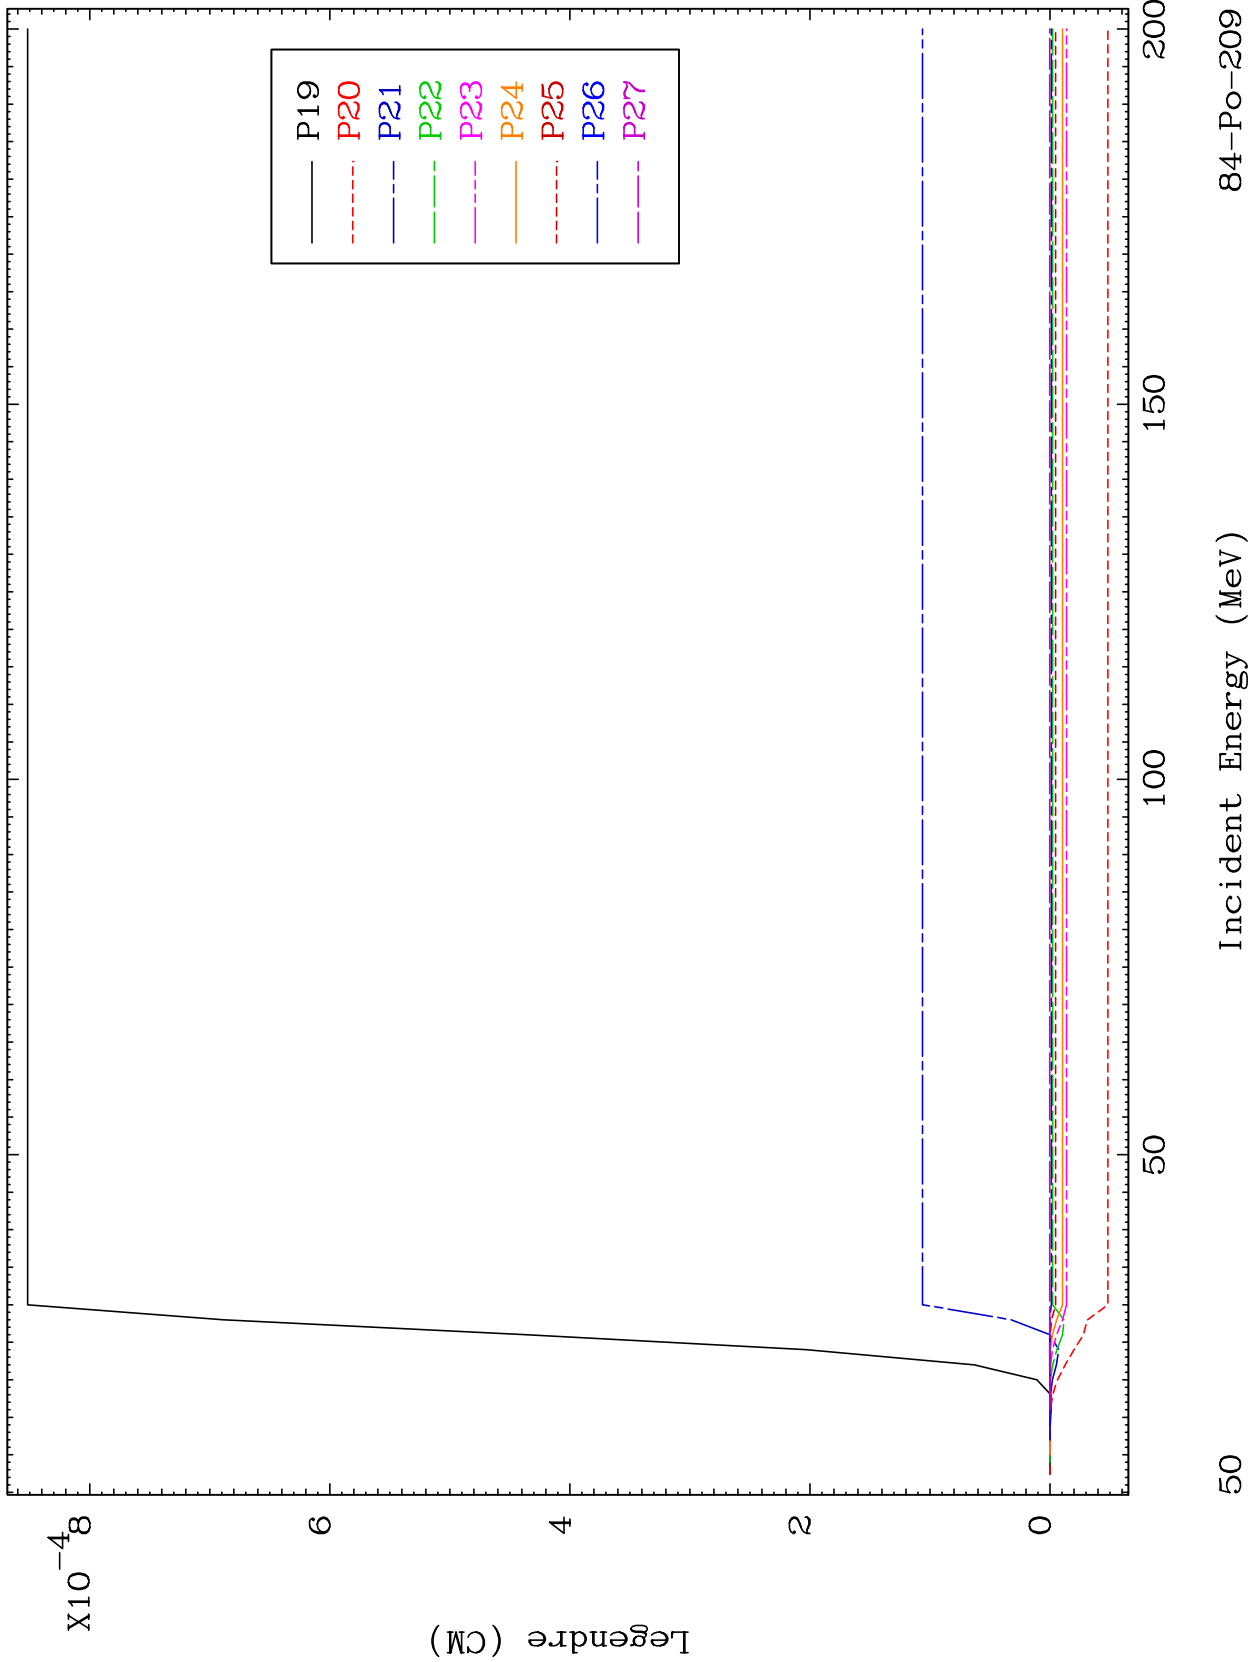 X10-4
8
6
4
2
0
Legendre (CM)
P19
P20
P21
P22
P23
P24
P25
P26
P27
50
100
150
200
Incident Energy (MeV)
50
84-Po-209